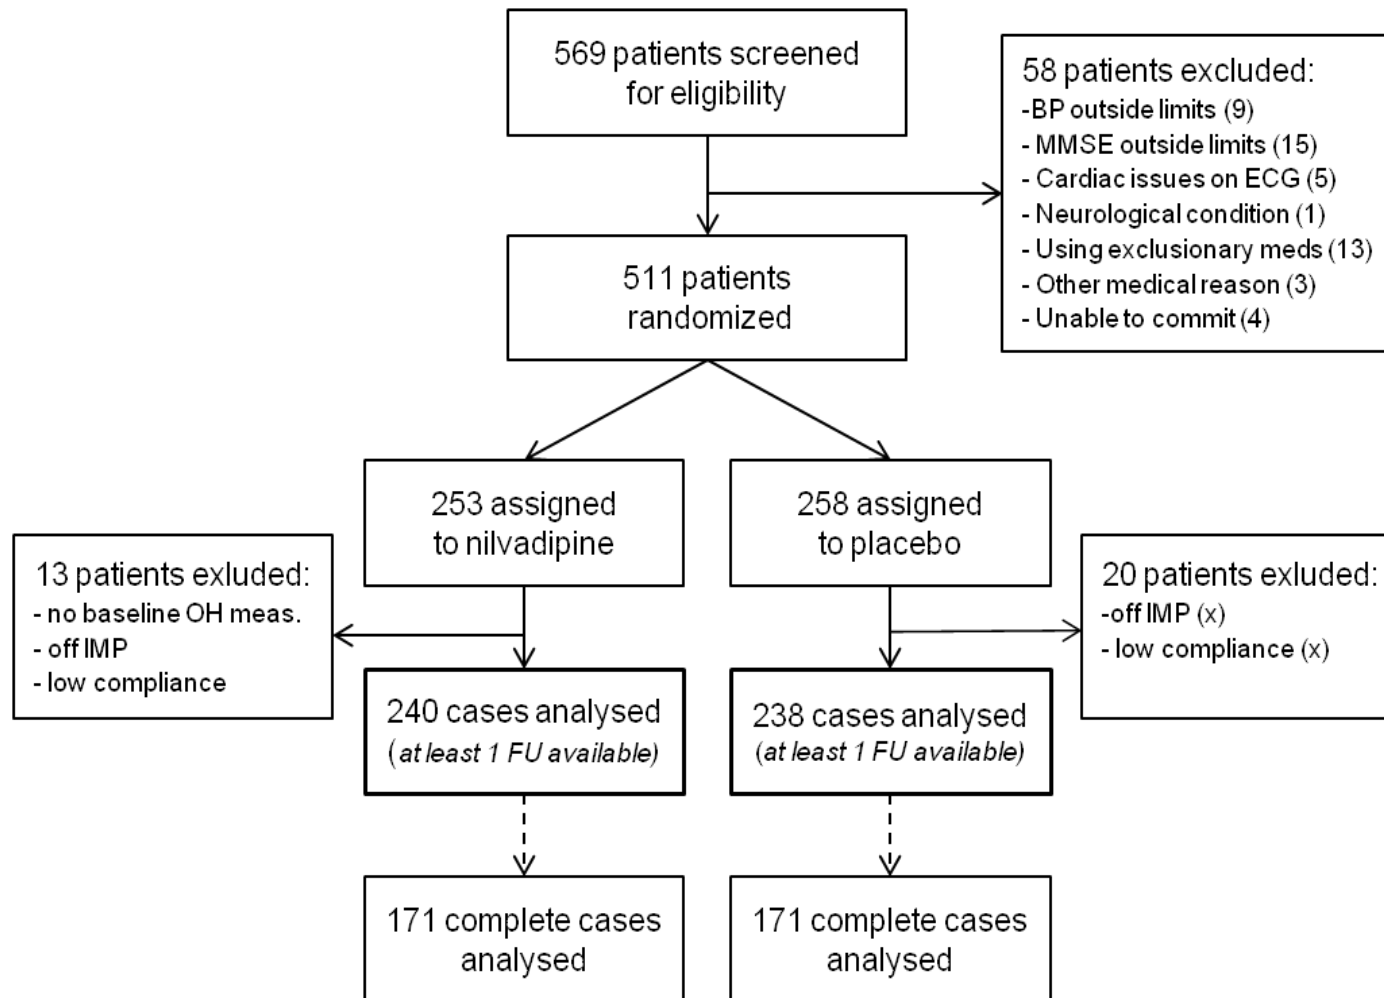 569 patients screened
for eligibility
58 patients excluded:
-BP outside limits (9)
- MMSE outside limits (15)
- Cardiac issues on ECG (5)
- Neurological condition (1)
- Using exclusionary meds (13)
- Other medical reason (3)
- Unable to commit (4)
511 patients
randomized
253 assigned
to nilvadipine
258 assigned
to placebo
13 patients exluded:
- no baseline OH meas.
- off IMP
- low compliance
20 patients exluded:
-off IMP (x)
- low compliance (x)
240 cases analysed
(at least 1 FU available)
238 cases analysed
(at least 1 FU available)
171 complete cases
analysed
171 complete cases
analysed